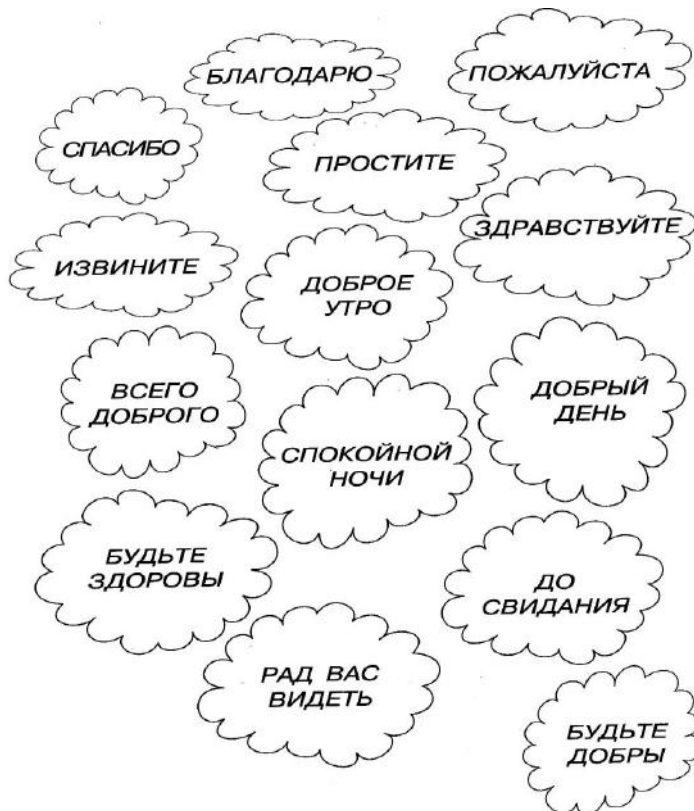 БЛАГОДАРЮ
ПОЖАЛУЙСТА
СПАСИБО
ПРОСТИТЕ
ЗДРАВСТВУЙТЕ
ИЗВИНИТЕ
ДОБРОЕ
УТРО
ВСЕГО
ДОБРОГО
ДОБРЫЙ
ДЕНЬ
СПОКОЙНОЙ
НОЧИ
БУДЬТЕ
ЗДОРОВЫ
ДО
СВИДАНИЯ
РАД ВАС
ВИДЕТЬ
БУДЬТЕ
ДОБРЫ